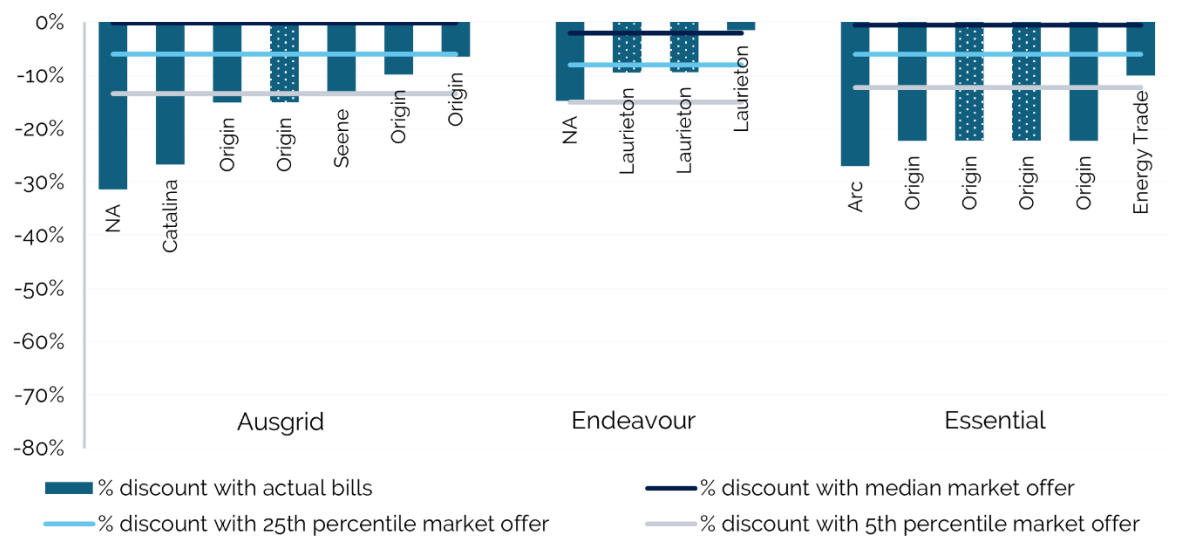 0%
-10%
-20%
-30%
-40%
-50%
-60%
-70%
-80%
NA
Catalina
Origin
Origin
Seene
Origin
Origin
NA
Laurieton
Laurieton
Laurieton
Arc
Origin
Origin
Origin
Origin
Energy Trade
Ausgrid
Endeavour
Essential
% discount with actual bills
% discount with median market offer
% discount with 25th percentile market offer
% discount with 5th percentile market offer